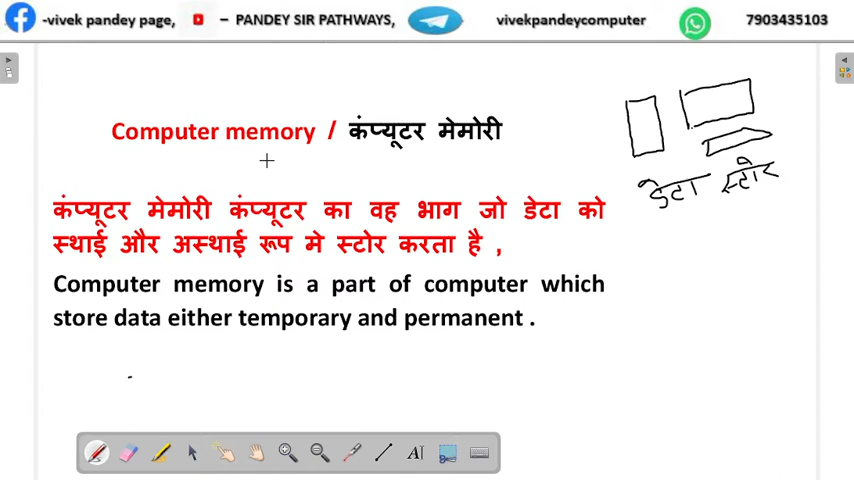 -vivek pandey page, – PANDEY SIR PATHWAYS, vivekpandeycomputer 7903435103
Computer memory / कंप्यूटर मेमोरी
डेटा स्टोर
कंप्यूटर मेमोरी कंप्यूटर का वह भाग जो डेटा को
स्थाई और अस्थाई रूप मे स्टोर करता है ,
Computer memory is a part of computer which
store data either temporary and permanent .